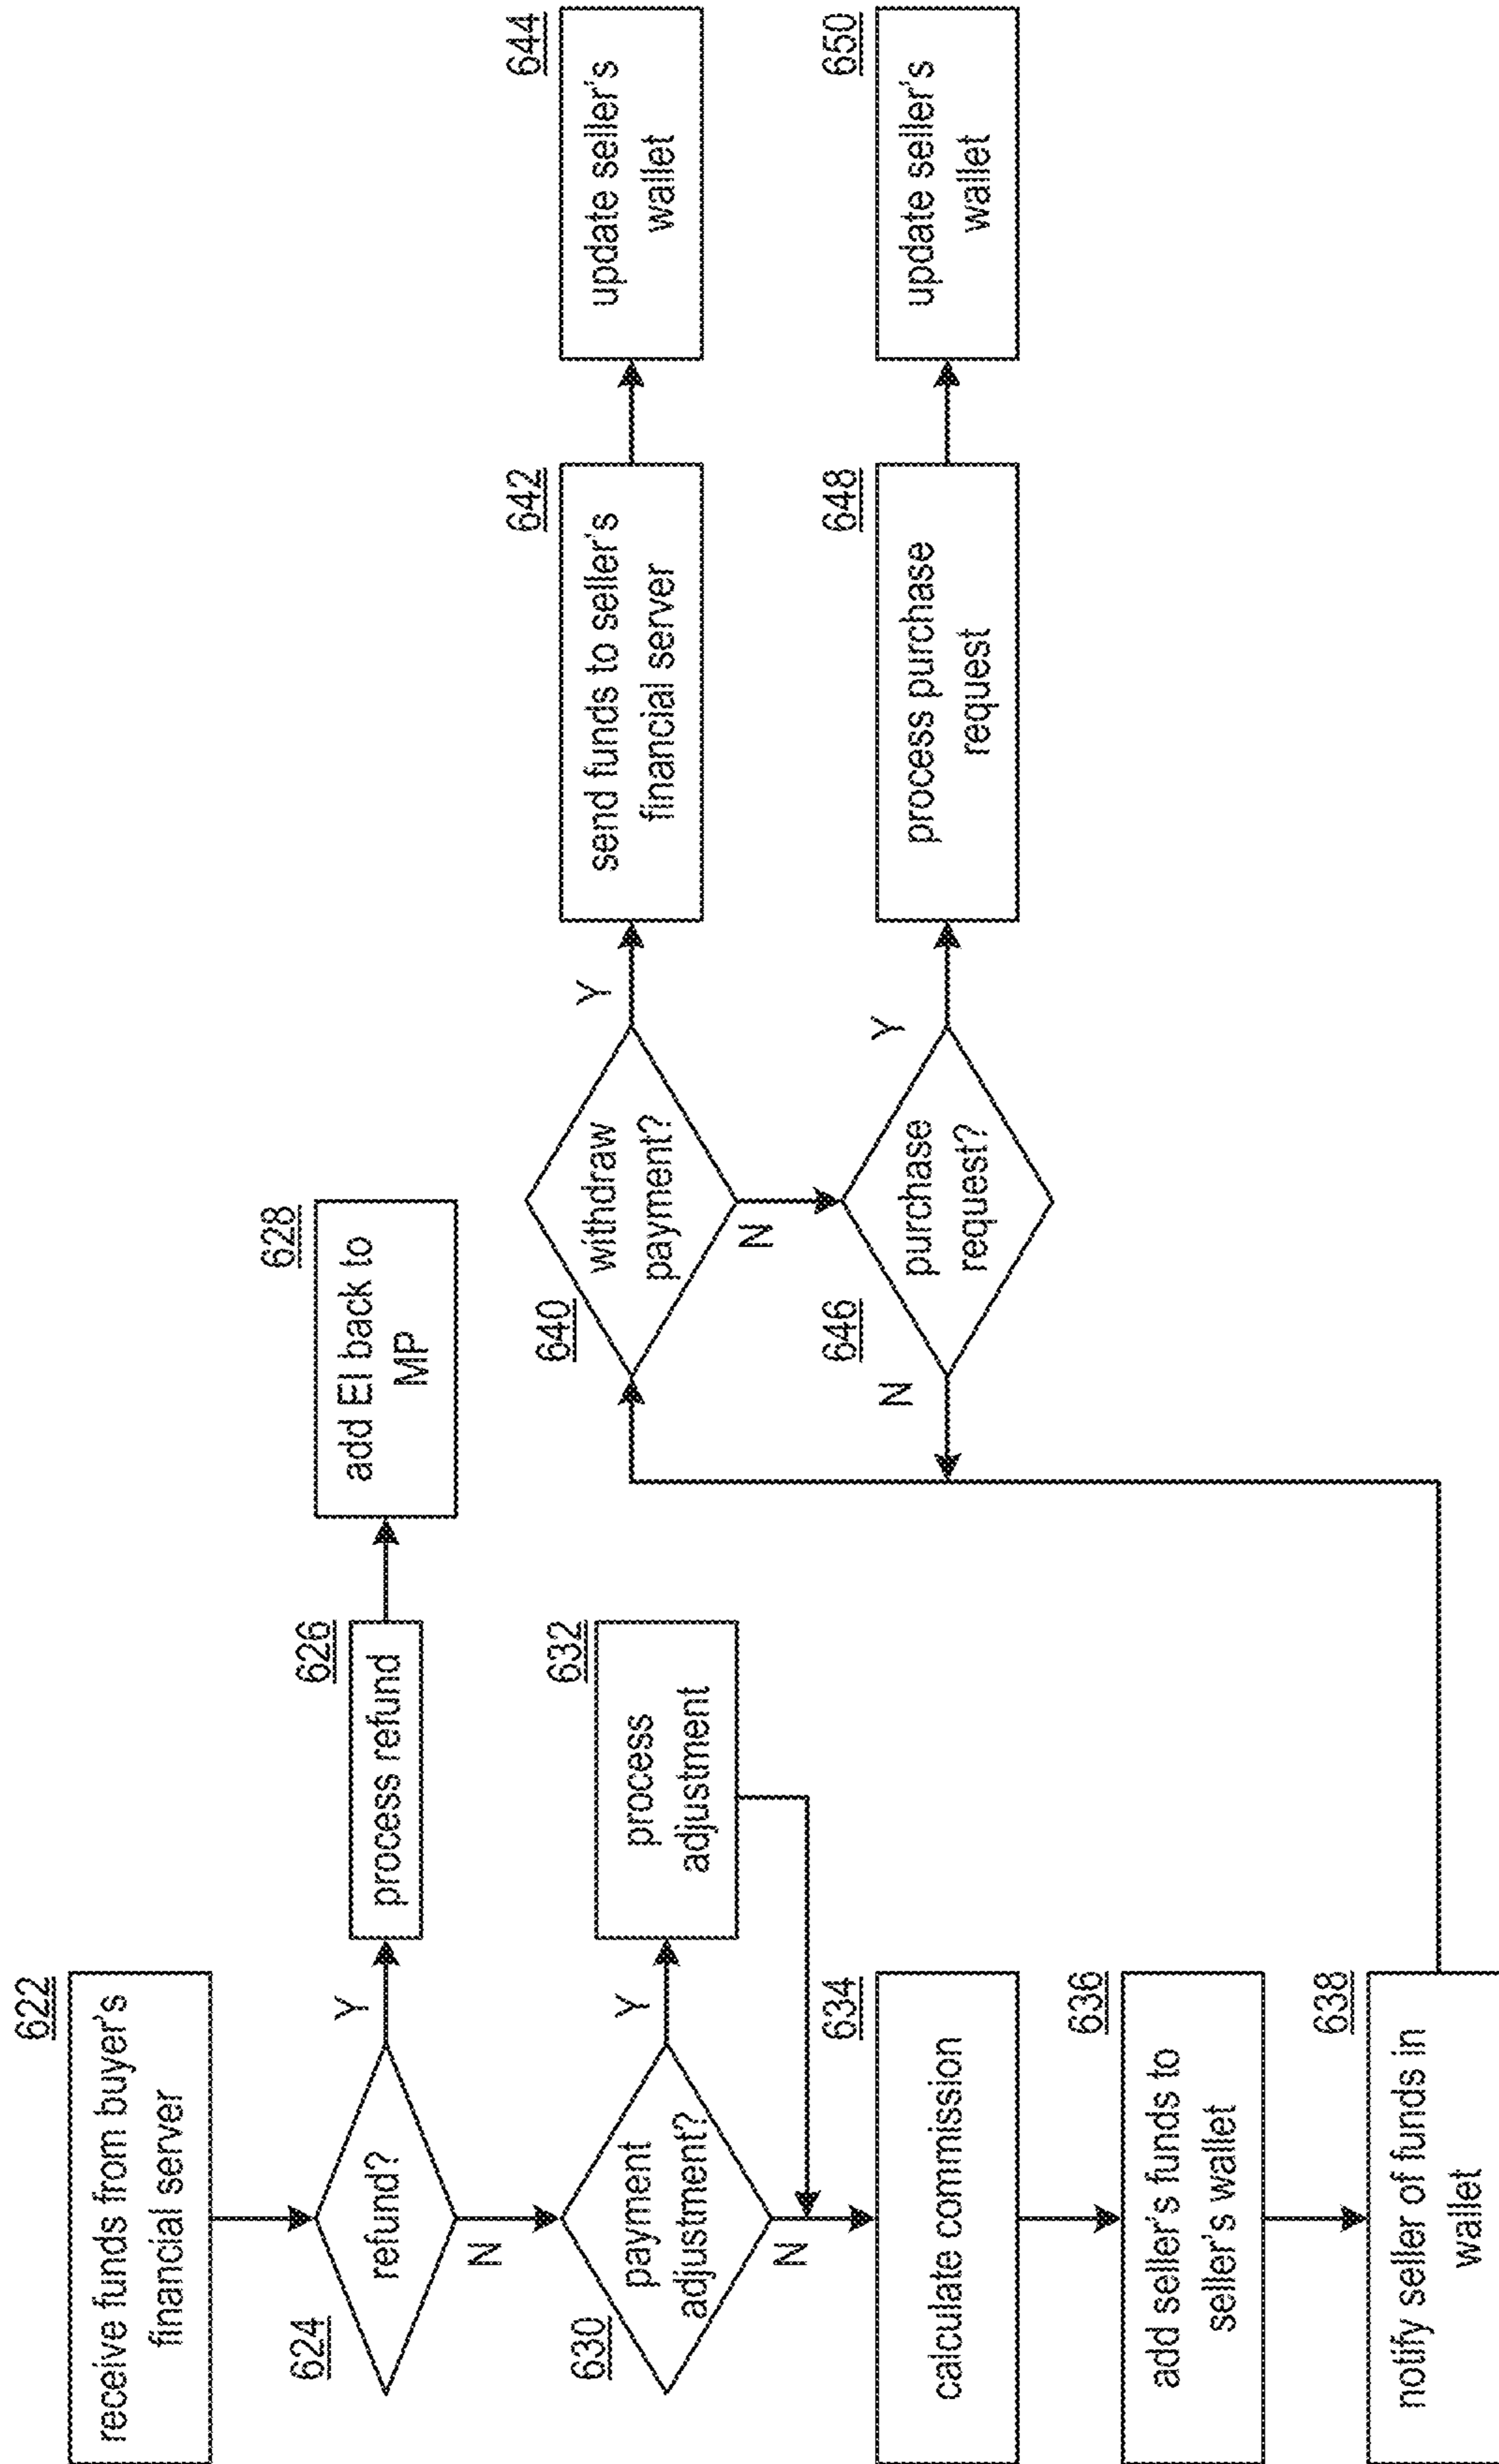 622
receive funds from buyer's
financial server
624
refund?
Y
N
626
process refund
628
add EI back to
MP
630
payment
adjustment?
Y
N
632
process
adjustment
634
calculate commission
636
add seller's funds to
seller's wallet
638
notify seller of funds in
wallet
640
withdraw
payment?
Y
N
642
send funds to seller's
financial server
644
update seller's
wallet
646
purchase
request?
Y
N
648
process purchase
request
650
update seller's
wallet